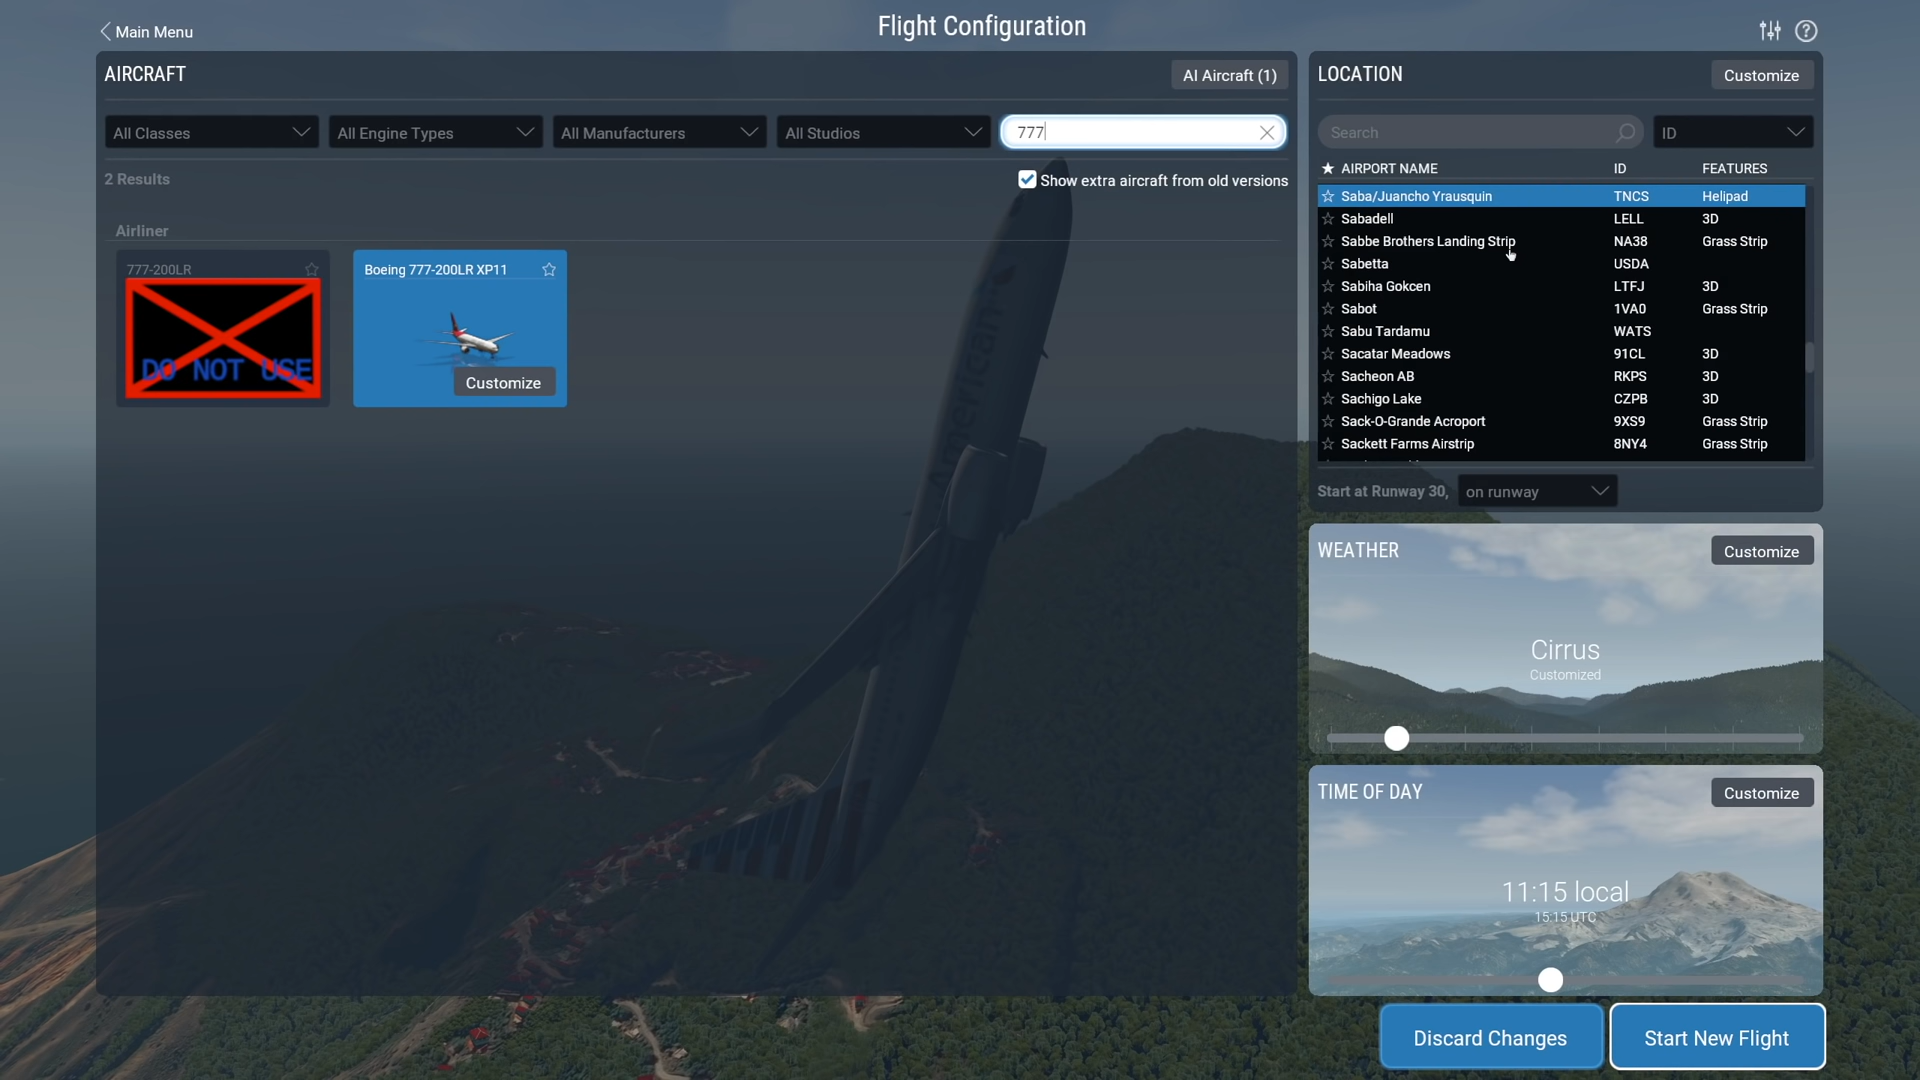 Main Menu
Flight Configuration
AIRCRAFT
AI Aircraft (1)
All Classes
All Engine Types
All Manufacturers
All Studios
777
2 Results
Show extra aircraft from old versions
Airliner
777-200LR
DO NOT USE
Boeing 777-200LR XP11
Customize
American
LOCATION
Customize
Search
ID
★ AIRPORT NAME ID FEATURES
Saba/Juancho Yrausquin TNCS Helipad
Sabadell LELL 3D
Sabbe Brothers Landing Strip NA38 Grass Strip
Sabetta USDA
Sabiha Gokcen LTFJ 3D
Sabot 1VA0 Grass Strip
Sabu Tardamu WATS
Sacatar Meadows 91CL 3D
Sacheon AB RKPS 3D
Sachigo Lake CZPB 3D
Sack-O-Grande Acroport 9XS9 Grass Strip
Sackett Farms Airstrip 8NY4 Grass Strip
Start at Runway 30, on runway
WEATHER
Customize
Cirrus
Customized
TIME OF DAY
Customize
11:15 local
15:15 UTC
Discard Changes
Start New Flight